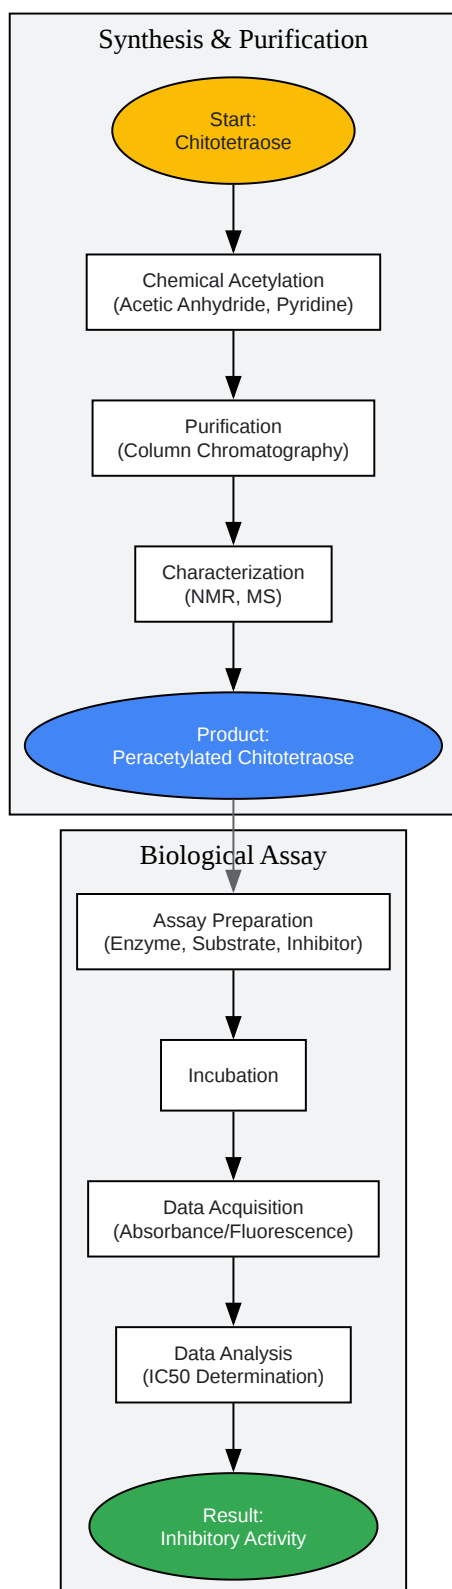 Synthesis & Purification
Start:
Chitotetraose
Chemical Acetylation
(Acetic Anhydride, Pyridine)
Purification
(Column Chromatography)
Characterization
(NMR, MS)
Product:
Peracetylated Chitotetraose
Biological Assay
Assay Preparation
(Enzyme, Substrate, Inhibitor)
Incubation
Data Acquisition
(Absorbance/Fluorescence)
Data Analysis
(IC50 Determination)
Result:
Inhibitory Activity